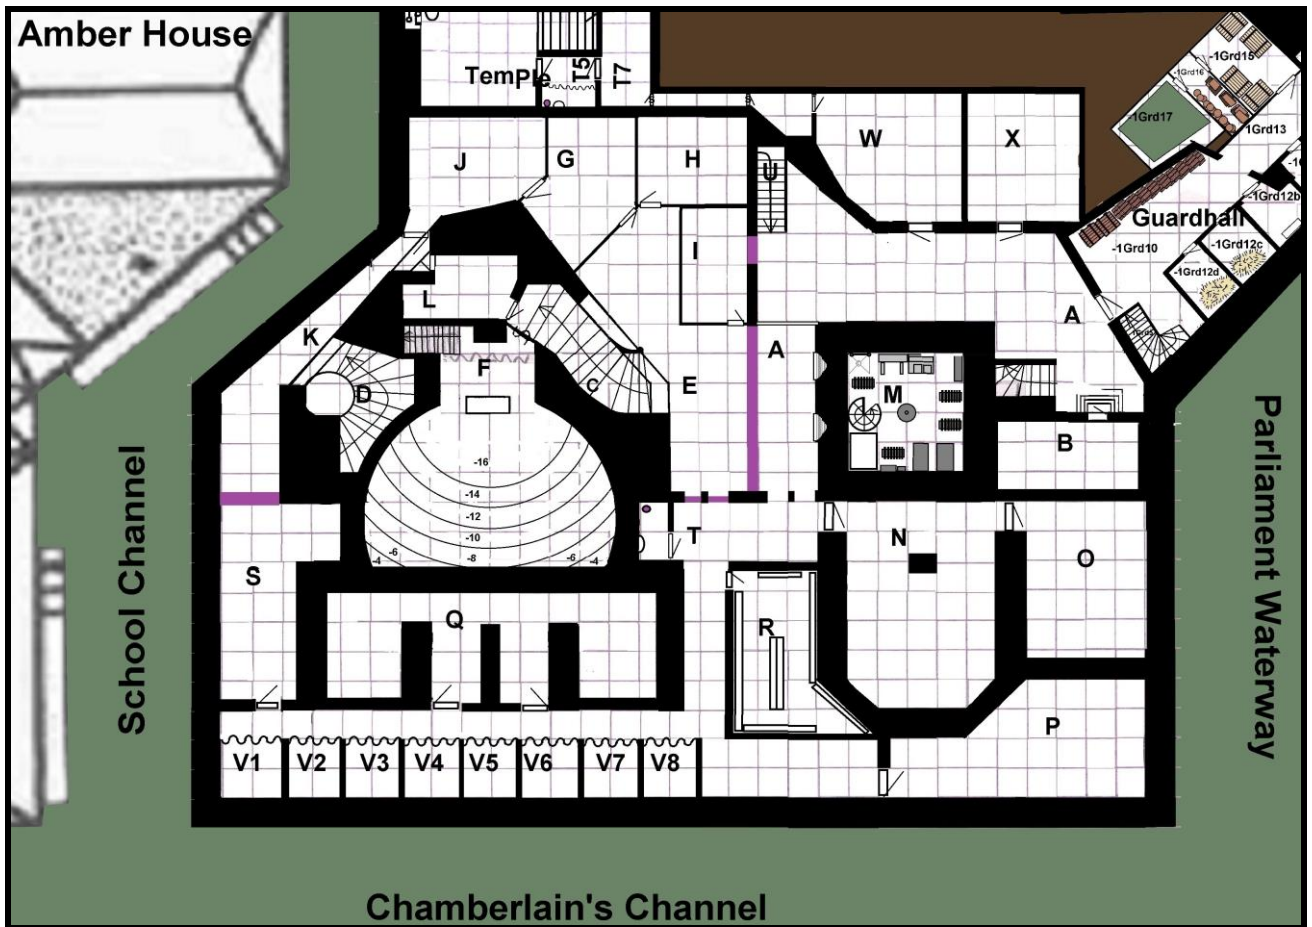 Amber House
Temple
T5
T7
-1Grd15
-1Grd16
-1Grd17
1Grd13
J
G
H
U
W
X
-1Grd12b
Guardhall
-1Grd10
-1Grd12c
-1Grd12d
I
L
K
A
A
F
D
C
E
M
B
-16
-14
-12
-10
-8
-6
-6
-4
-4
S
T
N
O
Q
R
P
V1
V2
V3
V4
V5
V6
V7
V8
School Channel
Parliament Waterway
Chamberlain's Channel